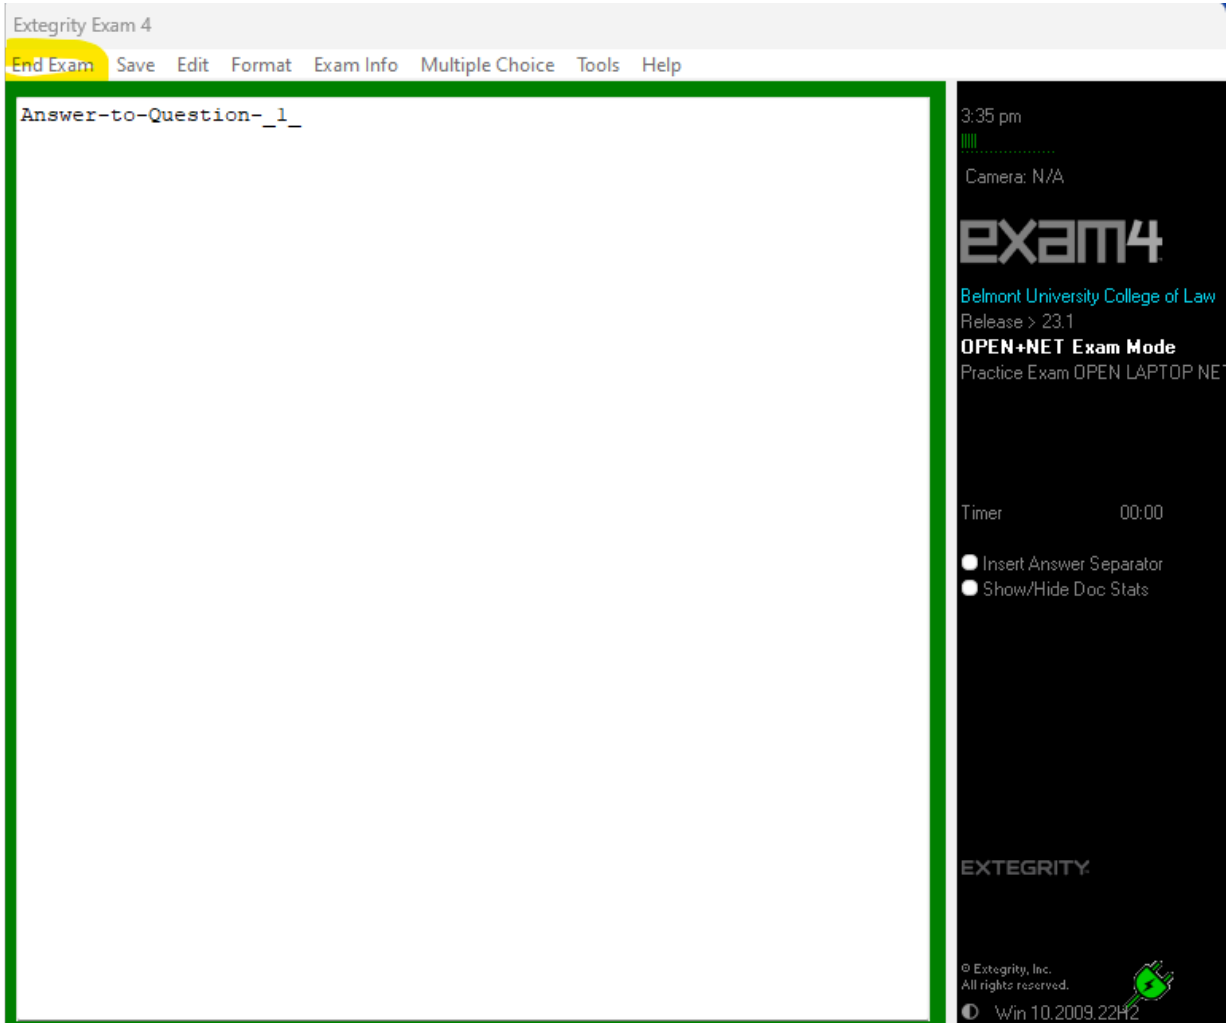 Extegrity Exam 4
End Exam Save Edit Format Exam Info Multiple Choice Tools Help
Answer-to-Question-_1_
3:35 pm
Camera: N/A
exam4
Belmont University College of Law
Release > 23.1
OPEN+NET Exam Mode
Practice Exam OPEN LAPTOP NET
Timer 00:00
Insert Answer Separator
Show/Hide Doc Stats
EXTEGRITY
© Extegrity, Inc.
All rights reserved.
Win 10.2009.22H2